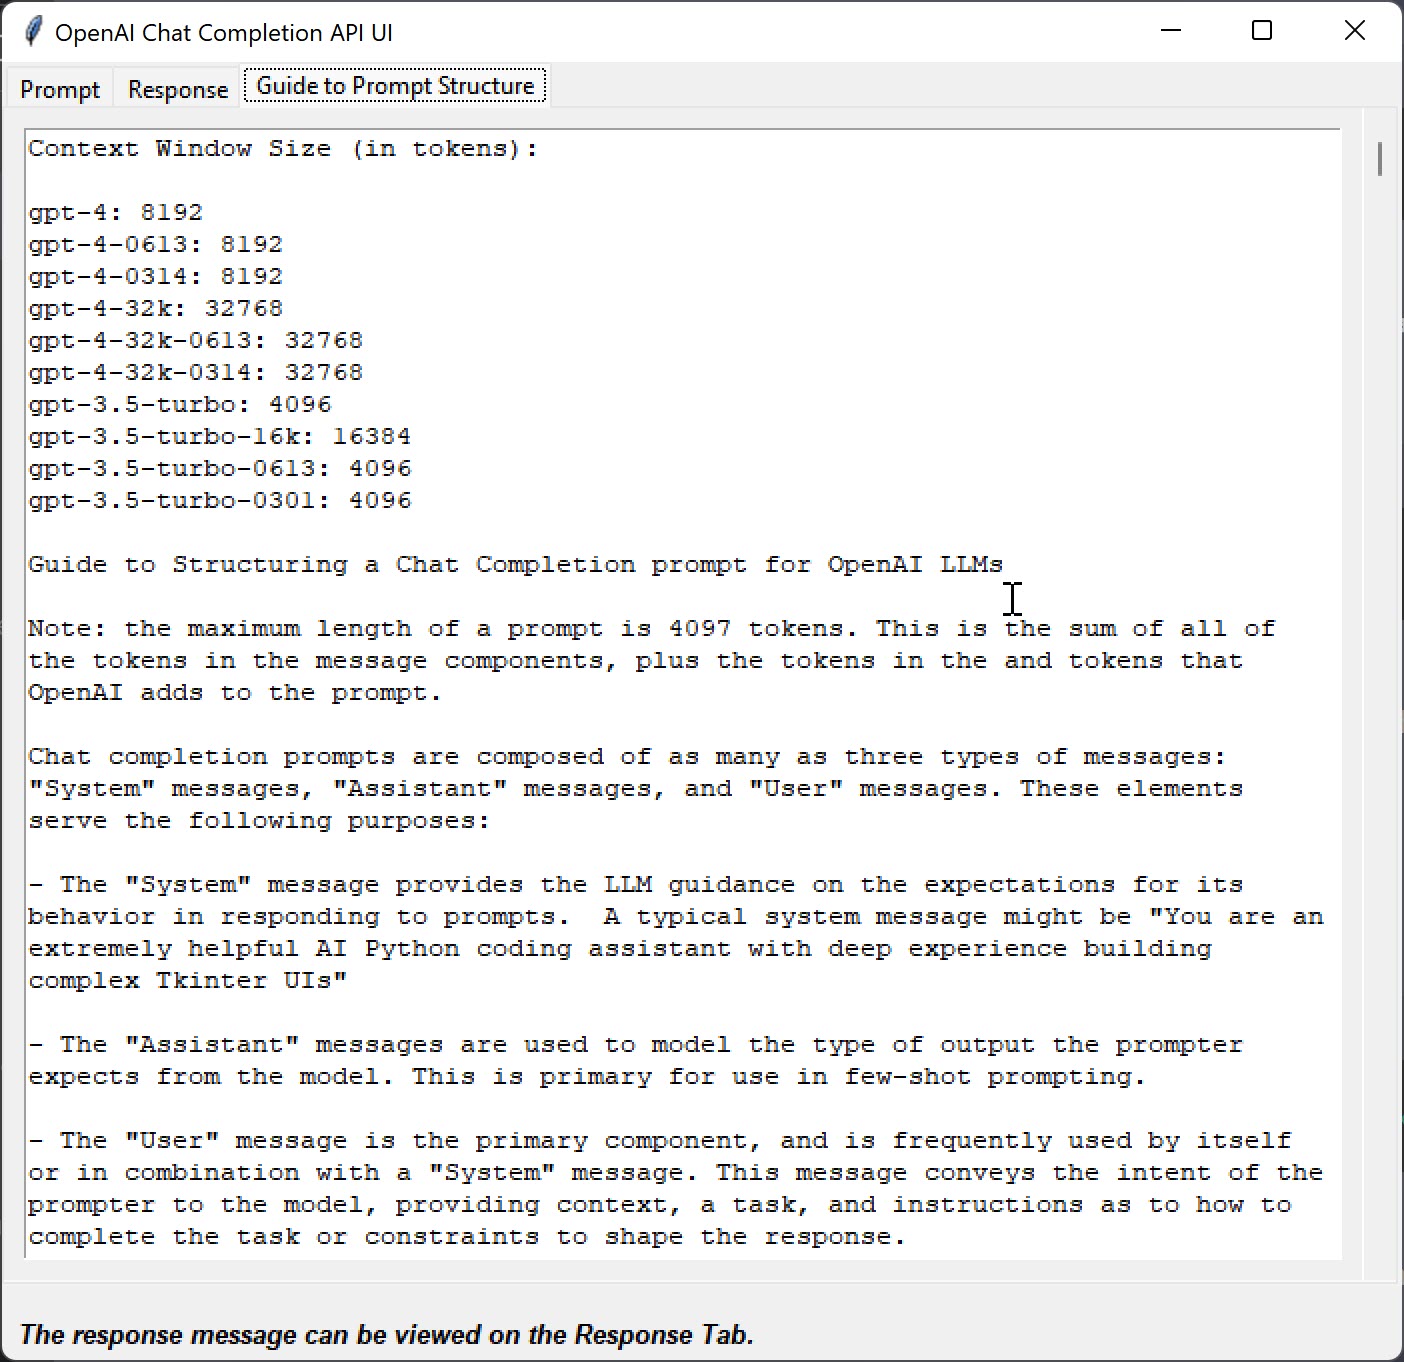 OpenAI Chat Completion API UI
Prompt Response Guide to Prompt Structure
Context Window Size (in tokens):
gpt-4: 8192
gpt-4-0613: 8192
gpt-4-0314: 8192
gpt-4-32k: 32768
gpt-4-32k-0613: 32768
gpt-4-32k-0314: 32768
gpt-3.5-turbo: 4096
gpt-3.5-turbo-16k: 16384
gpt-3.5-turbo-0613: 4096
gpt-3.5-turbo-0301: 4096
Guide to Structuring a Chat Completion prompt for OpenAI LLMs
Note: the maximum length of a prompt is 4097 tokens. This is the sum of all of
the tokens in the message components, plus the tokens in the and tokens that
OpenAI adds to the prompt.
Chat completion prompts are composed of as many as three types of messages:
"System" messages, "Assistant" messages, and "User" messages. These elements
serve the following purposes:
- The "System" message provides the LLM guidance on the expectations for its
behavior in responding to prompts.  A typical system message might be "You are an
extremely helpful AI Python coding assistant with deep experience building
complex Tkinter UIs"
- The "Assistant" messages are used to model the type of output the prompter
expects from the model. This is primary for use in few-shot prompting.
- The "User" message is the primary component, and is frequently used by itself
or in combination with a "System" message. This message conveys the intent of the
prompter to the model, providing context, a task, and instructions as to how to
complete the task or constraints to shape the response.
The response message can be viewed on the Response Tab.